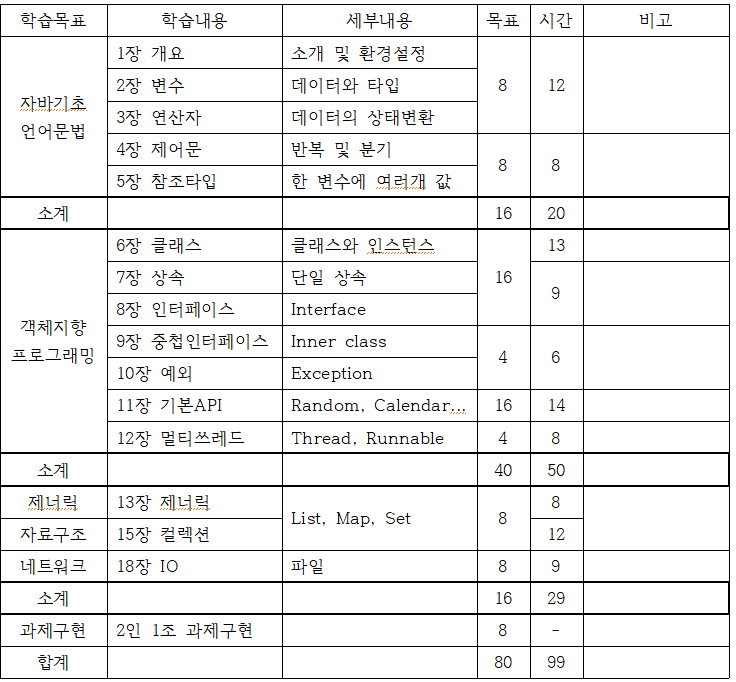 학습목표 학습내용 세부내용 목표 시간 비고
자바기초 언어문법 1장 개요 소개 및 환경설정 8 12
2장 변수 데이터와 타입
3장 연산자 데이터의 상태변환
4장 제어문 반복 및 분기 8 8
5장 참조타입 한 변수에 여러개 값
소계 16 20
객체지향 프로그래밍 6장 클래스 클래스와 인스턴스 16 13
7장 상속 단일 상속 9
8장 인터페이스 Interface
9장 중첩인터페이스 Inner class 4 6
10장 예외 Exception
11장 기본API Random, Calendar... 16 14
12장 멀티쓰레드 Thread, Runnable 4 8
소계 40 50
제너릭 13장 제너릭 List, Map, Set 8 8
자료구조 15장 컬렉션 12
네트워크 18장 IO 파일 8 9
소계 16 29
과제구현 2인 1조 과제구현 8 -
합계 80 99